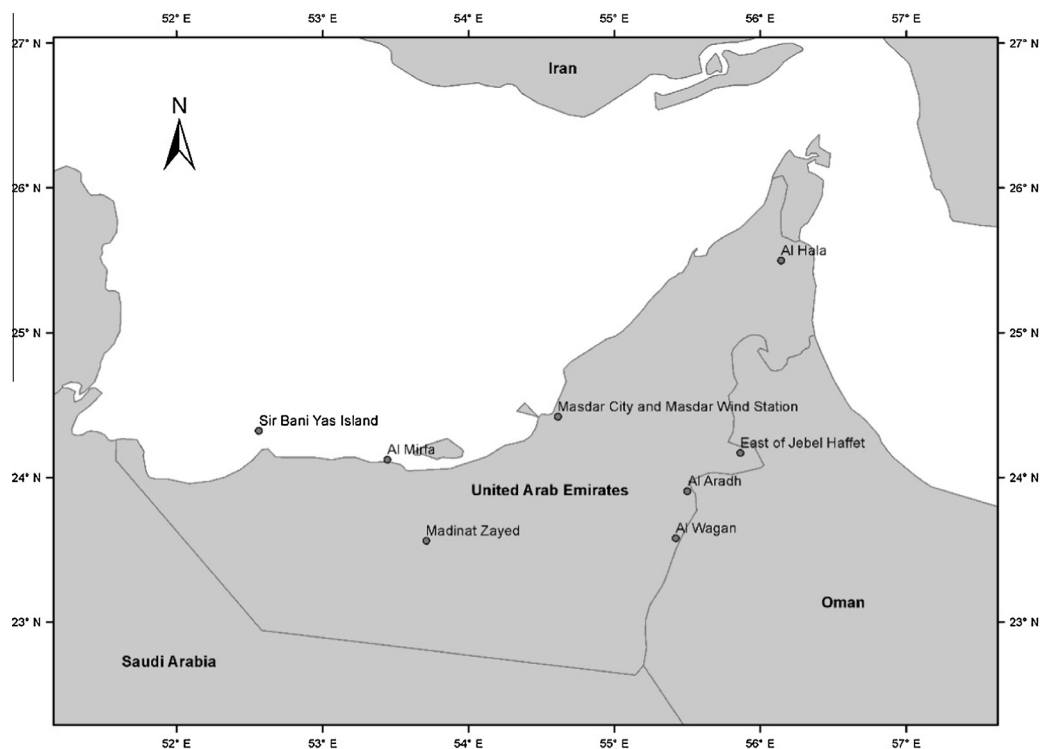 52° E 53° E 54° E 55° E 56° E 57° E
27° N 27° N
Iran
N
26° N 26° N
Al Hala
25° N 25° N
Masdar City and Masdar Wind Station
Sir Bani Yas Island
East of Jebel Haffet
Al Mirfa
24° N 24° N
Al Aradh
United Arab Emirates
Al Wagan
Madinat Zayed
Oman
23° N 23° N
Saudi Arabia
52° E 53° E 54° E 55° E 56° E 57° E